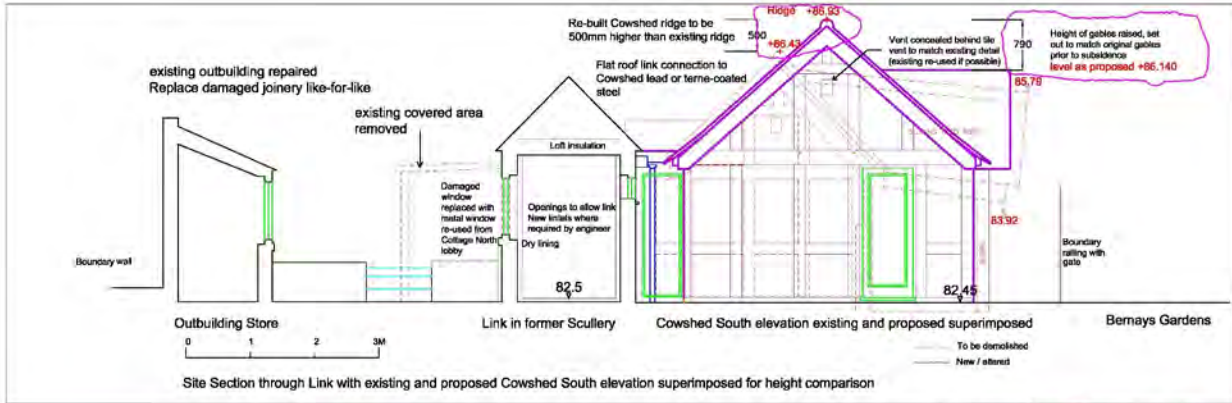 Re-built Cowshed ridge to be
500mm higher than existing ridge
500
Ridge +86.93
+86.43
Vent concealed behind tile
vent to match existing detail
(existing re-used if possible)
790
Height of gables raised, set
out to match original gables
prior to subsidence
level as proposed +86.140
85.79
Flat roof link connection to
Cowshed lead or terne-coated
steel
existing outbuilding repaired
Replace damaged joinery like-for-like
existing covered area
removed
Loft insulation
Damaged
window
replaced with
metal window
re-used from
Cottage North
lobby
Openings to allow link
New lintels where
required by engineer
Dry lining
83.92
Boundary wall
Boundary
railing with
gate
82.5
82.45
Outbuilding Store
Link in former Scullery
Cowshed South elevation existing and proposed superimposed
Bernays Gardens
0 1 2 3M
To be demolished
New / altered
Site Section through Link with existing and proposed Cowshed South elevation superimposed for height comparison